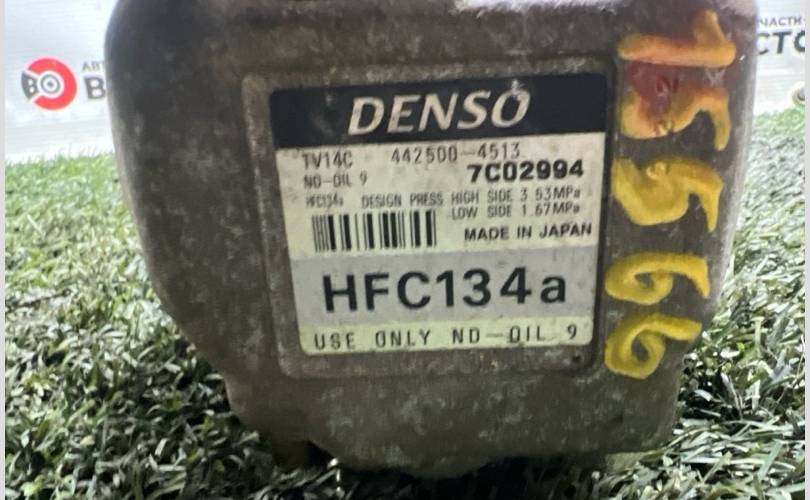 DENSO
TV14C 442500-4513
ND-OIL 9 7C02994
HFC134a DESIGN PRESS HIGH SIDE 3.53MPa
LOW SIDE 1.67MPa
MADE IN JAPAN
HFC134a
USE ONLY ND-OIL 9
15566